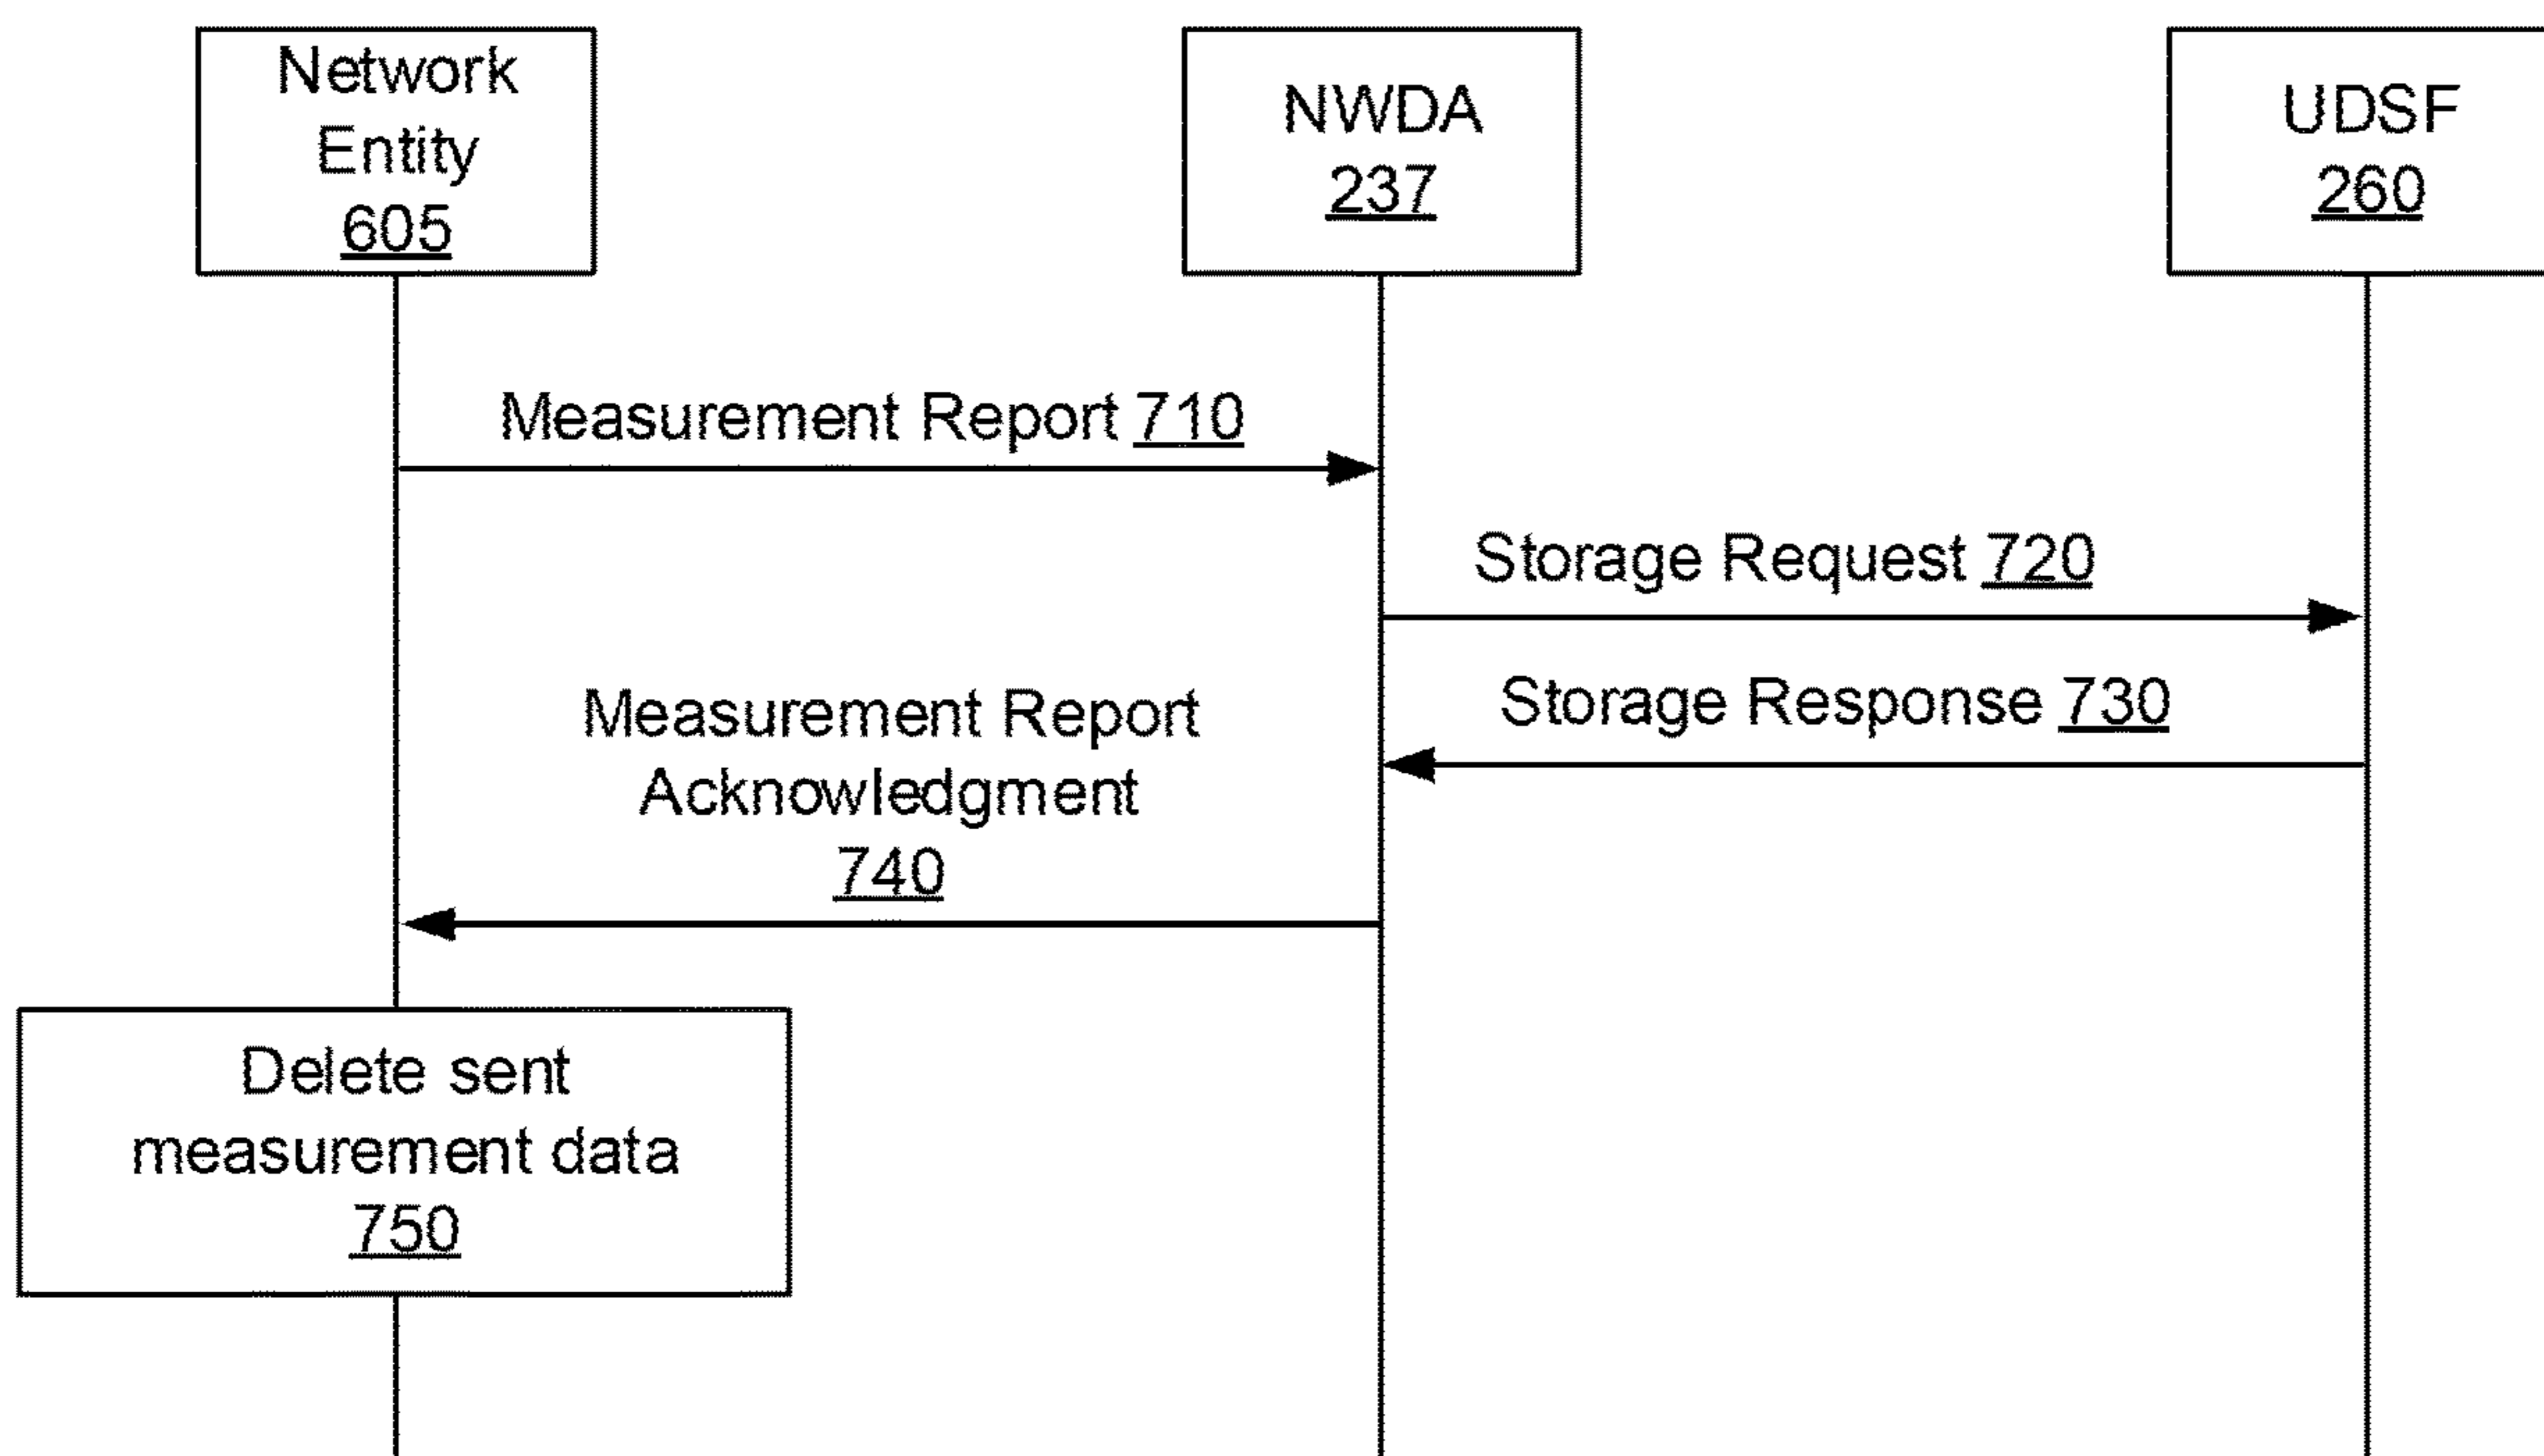 Network
Entity
605
NWDA
237
UDSF
260
Measurement Report 710
Storage Request 720
Storage Response 730
Measurement Report
Acknowledgment
740
Delete sent
measurement data
750